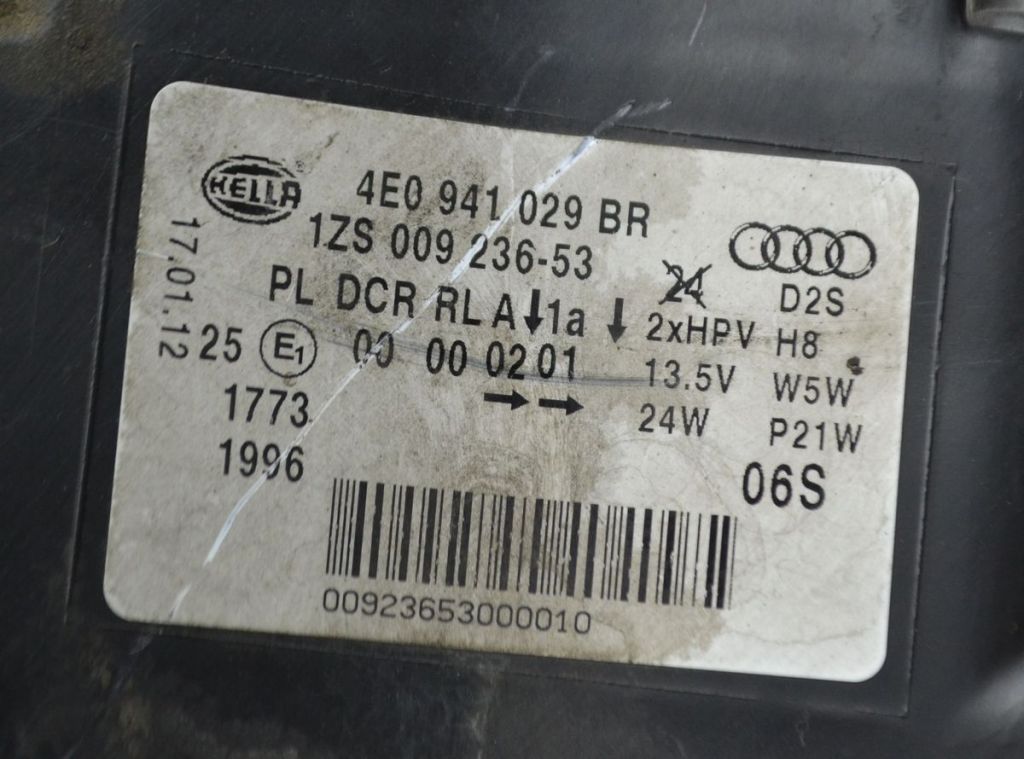 HELLA
4E0 941 029 BR
1ZS 009 236-53
PL DCR RL A↓1a ↓
24
D2S
2xHPV H8
13.5V W5W
24W P21W
06S
17.01.12
25 E1 00 00 02 01
→ →
1773
1996
00923653000010